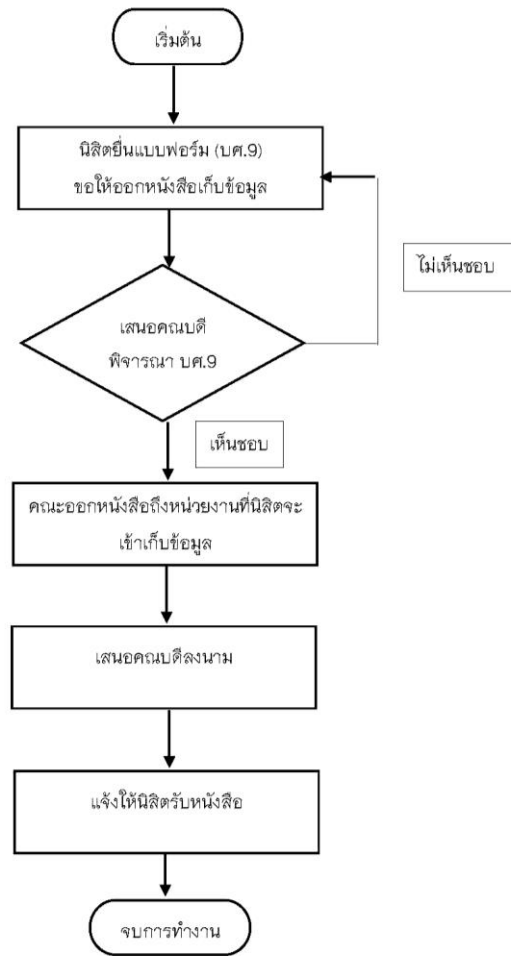 เริ่มต้น
นิสิตยื่นแบบฟอร์ม (บศ.9)
ขอให้ออกหนังสือเก็บข้อมูล
ไม่เห็นชอบ
เสนอคณบดี
พิจารณา บศ.9
เห็นชอบ
คณะออกหนังสือถึงหน่วยงานที่นิสิตจะ
เข้าเก็บข้อมูล
เสนอคณบดีลงนาม
แจ้งให้นิสิตรับหนังสือ
จบการทำงาน